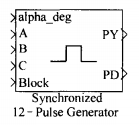 alpha_deg
A
PY
B
C
PD
Block
Synchronized
12 - Pulse Generator